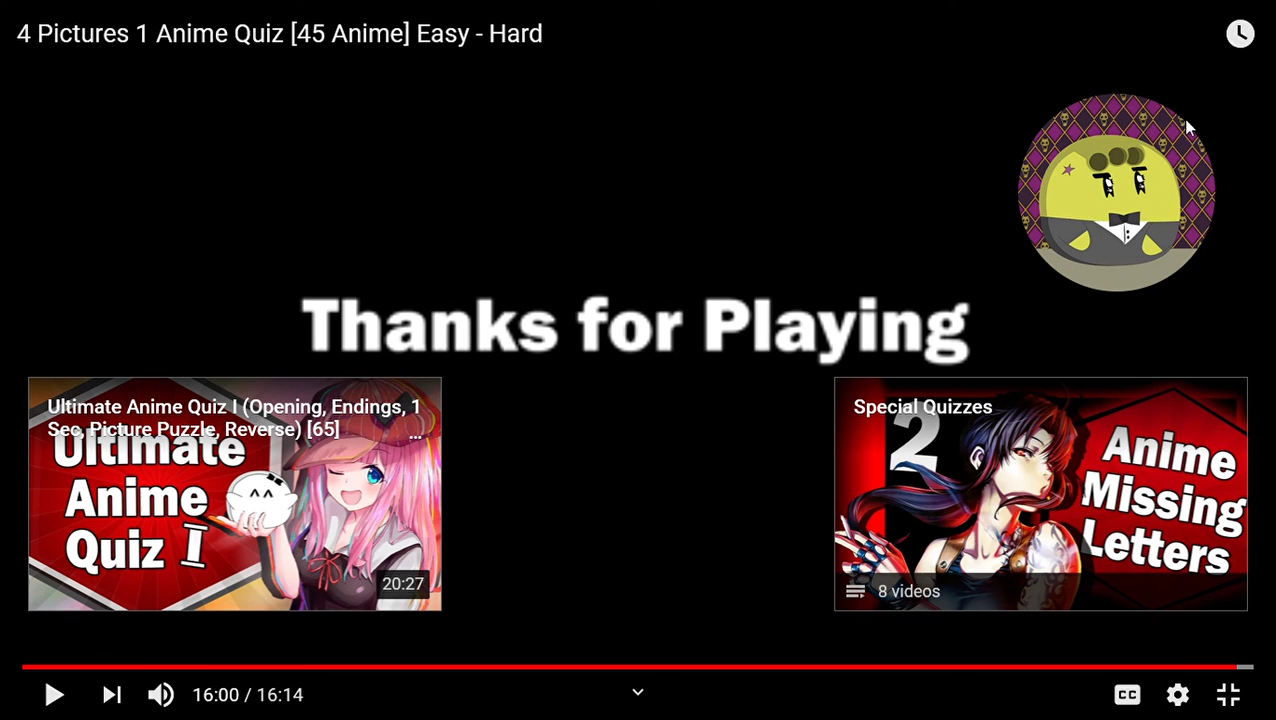 4 Pictures 1 Anime Quiz [45 Anime] Easy - Hard
Thanks for Playing
Ultimate Anime Quiz I (Opening, Endings, 1
Sec, Picture Puzzle, Reverse) [65]
...
Ultimate
Anime
Quiz I
20:27
Special Quizzes
2
Anime
Missing
Letters
8 videos
16:00 / 16:14
CC